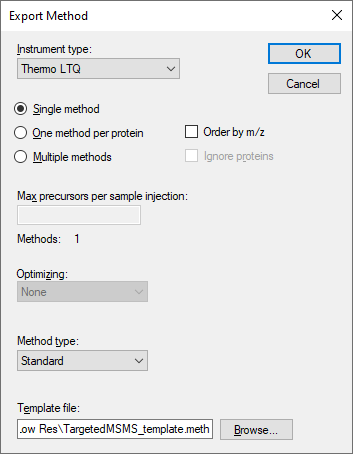 Export Method
Instrument type:
Thermo LTQ
OK
Cancel
Single method
One method per protein
Order by m/z
Multiple methods
Ignore proteins
Max precursors per sample injection:
Methods: 1
Optimizing:
None
Method type:
Standard
Template file:
.ow Res\TargetedMSMS_template.meth
Browse...